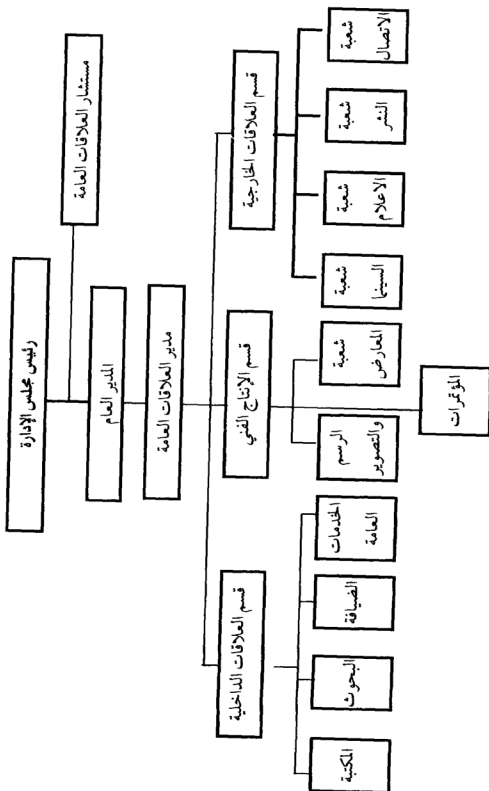 رئيس مجلس الإدارة
مستشار العلاقات العامة
المدير العام
مدير العلاقات العامة
قسم العلاقات الخارجية
قسم الإنتاج الفني
قسم العلاقات الداخلية
شعبة
الاتصال
شعبة
النشر
شعبة
الاعلام
شعبة
السينما
شعبة
المعارض
الرسم
والتصوير
الخدمات
العامة
الضيافة
البحوث
المكتبة
المؤتمرات